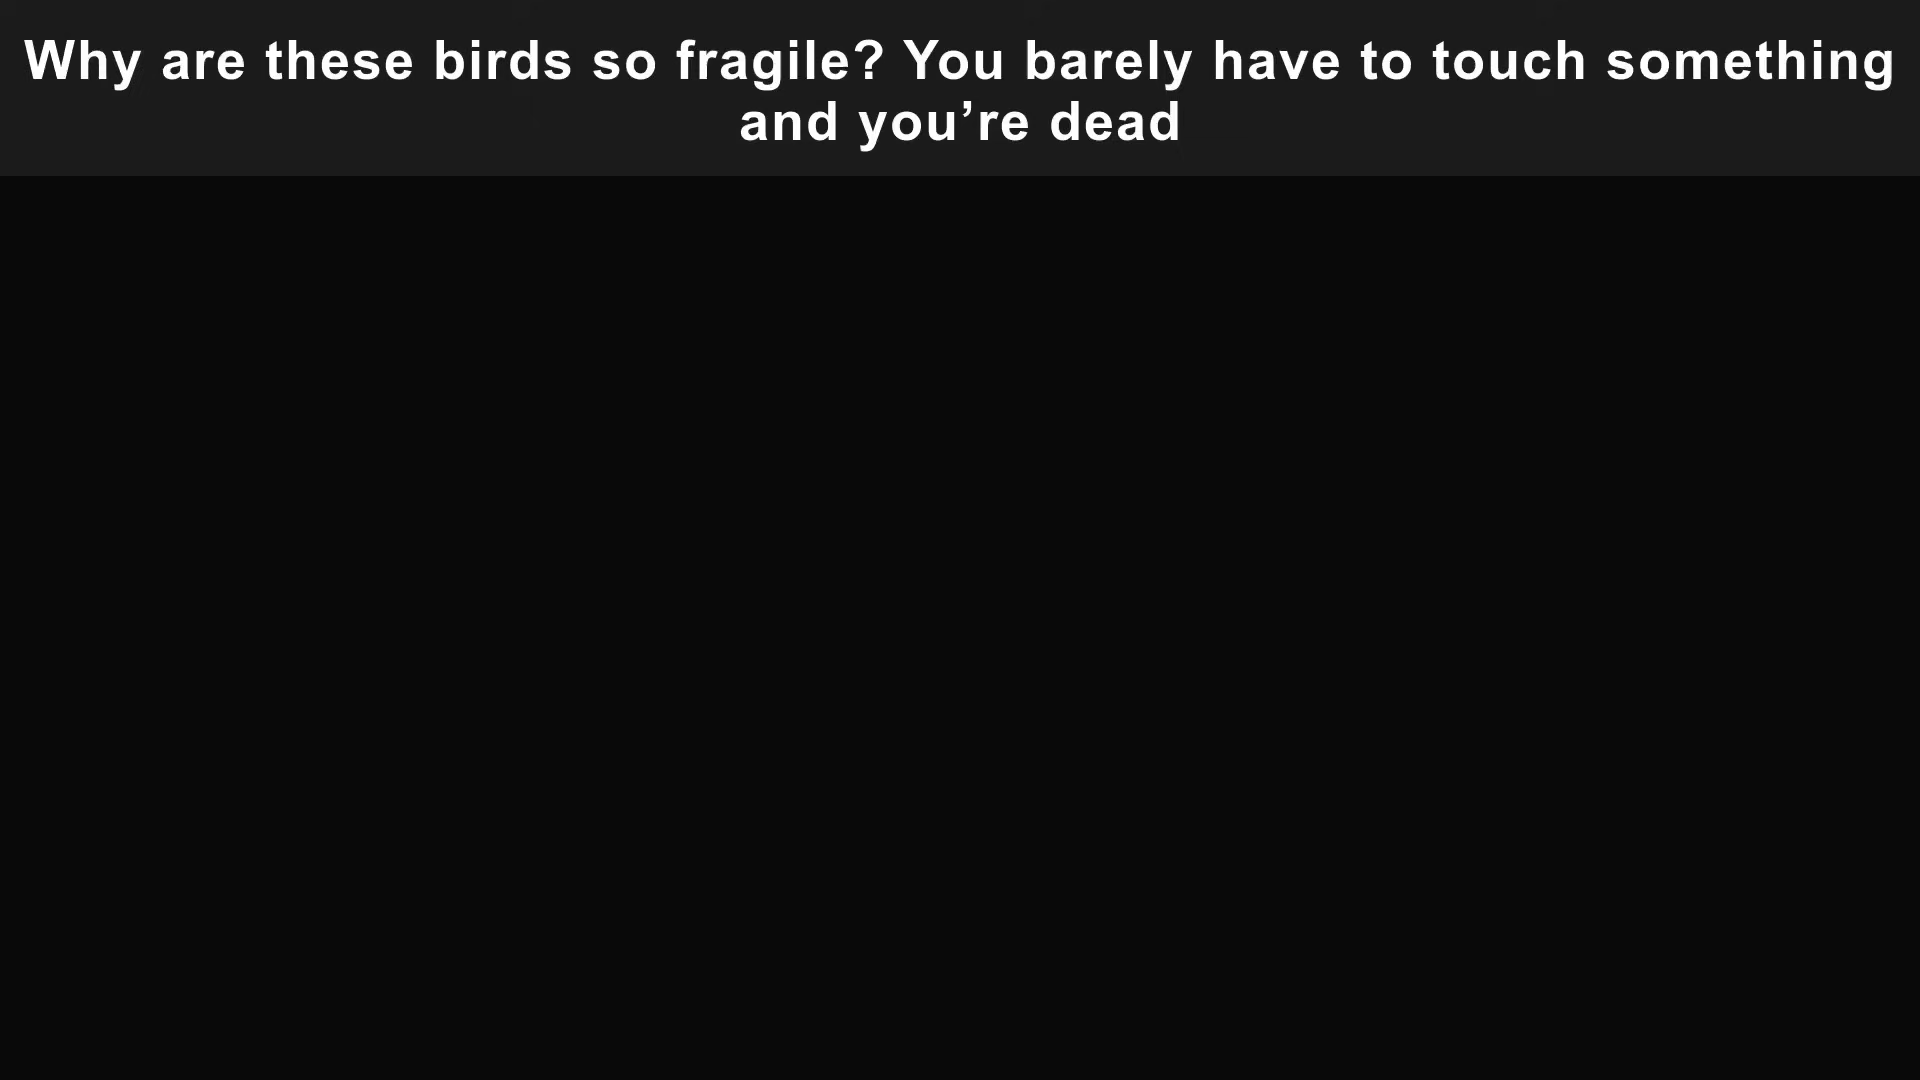 Why are these birds so fragile? You barely have to touch something
and you’re dead